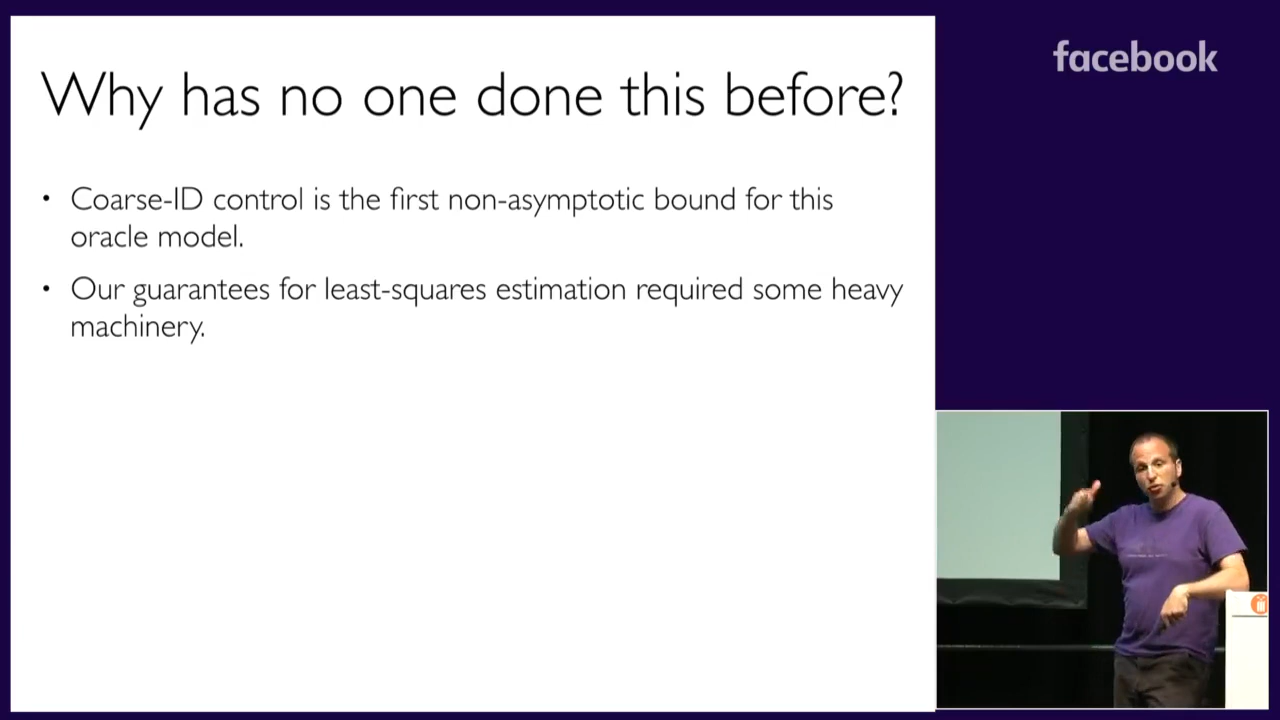 Why has no one done this before?
• Coarse-ID control is the first non-asymptotic bound for this
oracle model.
• Our guarantees for least-squares estimation required some heavy
machinery.
facebook